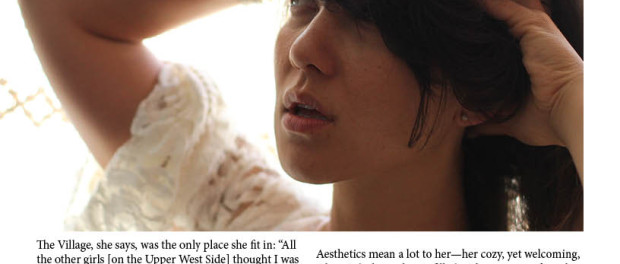 The Village, she says, was the only place she fit in: “All
the other girls [on the Upper West Side] thought I was
Aesthetics mean a lot to her—her cozy, yet welcoming,